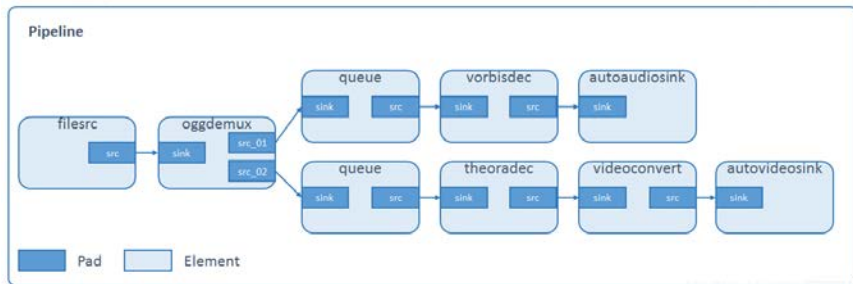 Pipeline
queue
vorbisdec
autoaudiosink
sink
src
sink
src
sink
filesrc
oggdemux
src
sink
src_01
src_02
queue
theoradec
videoconvert
autovideosink
sink
src
sink
src
sink
src
sink
Pad
Element